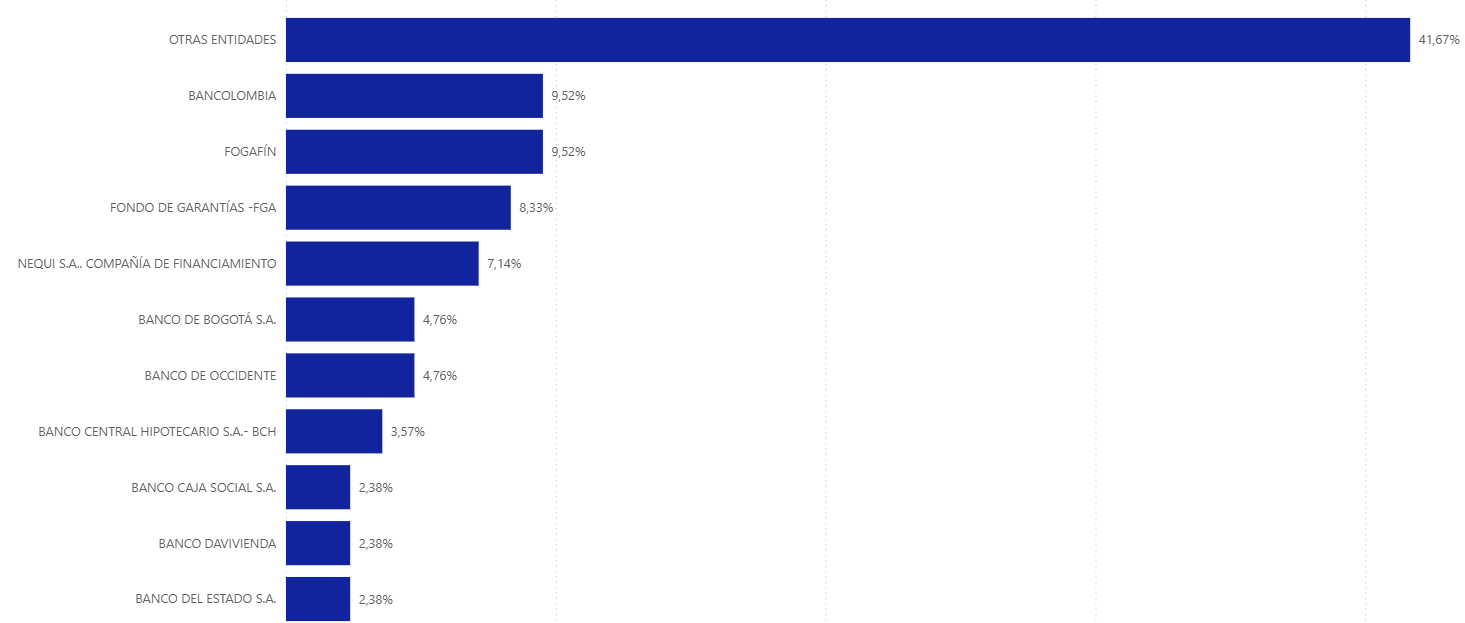 OTRAS ENTIDADES 41,67%
BANCOLOMBIA 9,52%
FOGAFÍN 9,52%
FONDO DE GARANTÍAS -FGA 8,33%
NEQUI S.A.. COMPAÑÍA DE FINANCIAMIENTO 7,14%
BANCO DE BOGOTÁ S.A. 4,76%
BANCO DE OCCIDENTE 4,76%
BANCO CENTRAL HIPOTECARIO S.A.- BCH 3,57%
BANCO CAJA SOCIAL S.A. 2,38%
BANCO DAVIVIENDA 2,38%
BANCO DEL ESTADO S.A. 2,38%